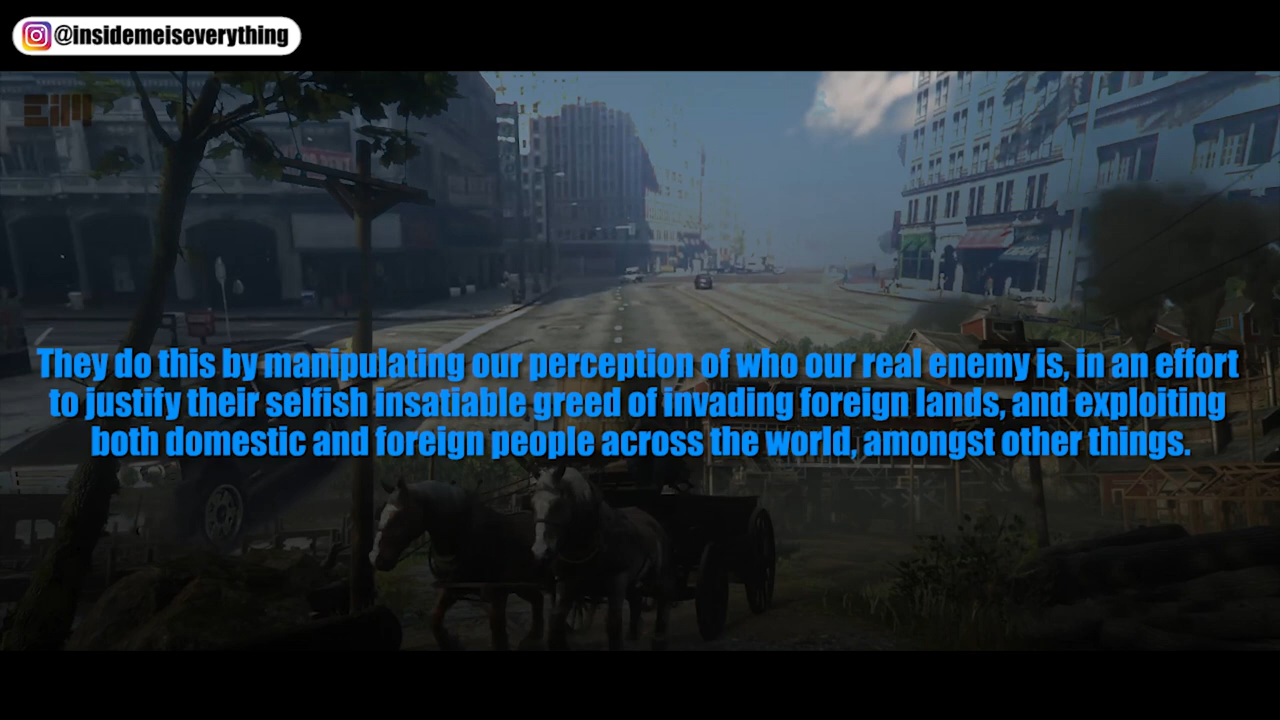 @insidemeiseverything
EiM
They do this by manipulating our perception of who our real enemy is, in an effort
to justify their selfish insatiable greed of invading foreign lands, and exploiting
both domestic and foreign people across the world, amongst other things.